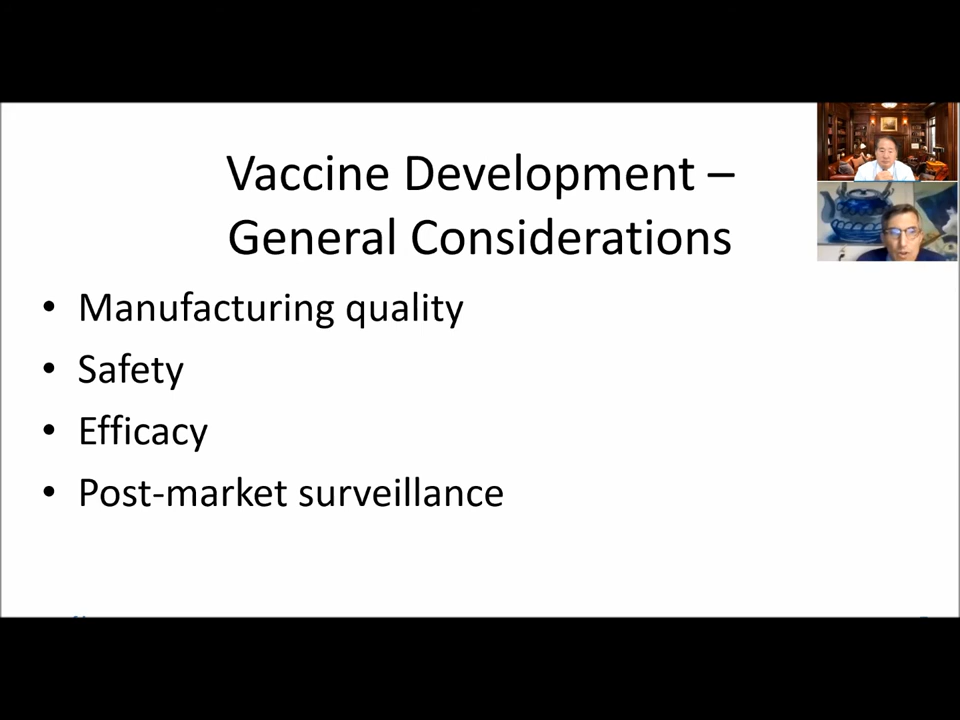 Vaccine Development –
General Considerations
• Manufacturing quality
• Safety
• Efficacy
• Post-market surveillance